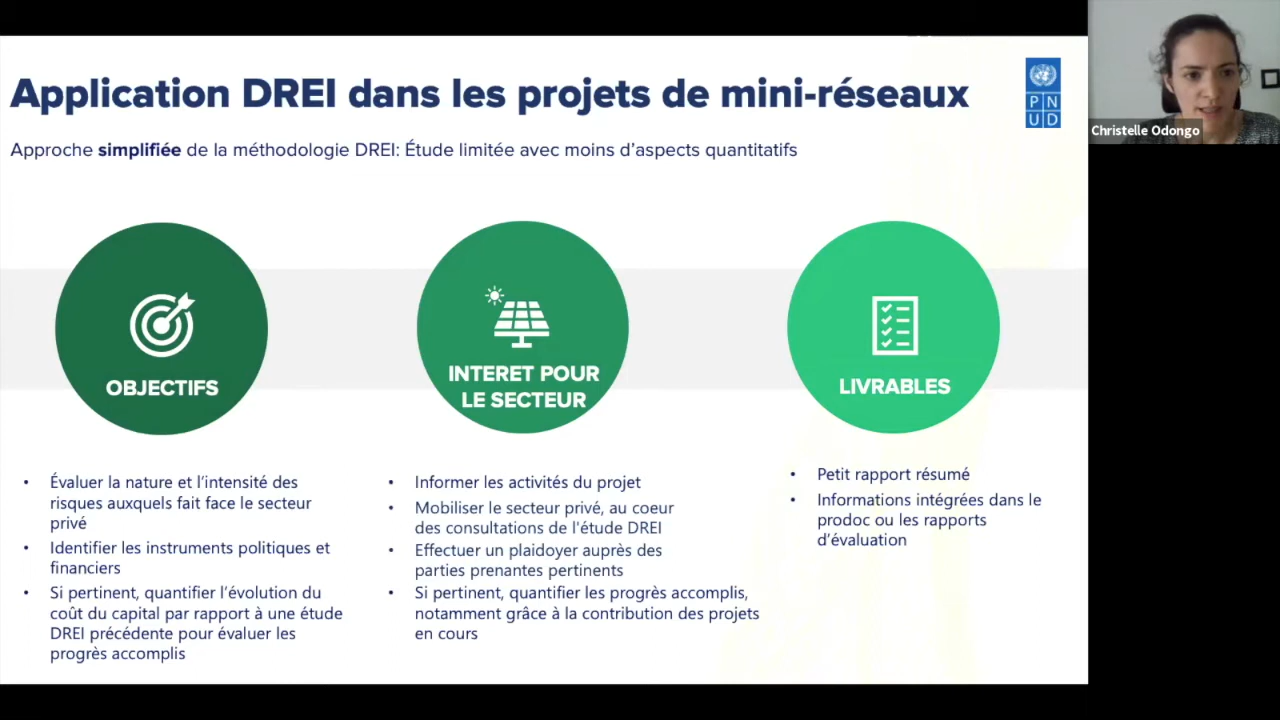 Application DREI dans les projets de mini-réseaux
Approche simplifiée de la méthodologie DREI: Étude limitée avec moins d'aspects quantitatifs
P N
U D
Christelle Odongo
OBJECTIFS
INTERET POUR
LE SECTEUR
LIVRABLES
• Évaluer la nature et l'intensité des
risques auxquels fait face le secteur
privé
• Identifier les instruments politiques et
financiers
• Si pertinent, quantifier l'évolution du
coût du capital par rapport à une étude
DREI précédente pour évaluer les
progrès accomplis
• Informer les activités du projet
• Mobiliser le secteur privé, au coeur
des consultations de l'étude DREI
• Effectuer un plaidoyer auprès des
parties prenantes pertinents
• Si pertinent, quantifier les progrès accomplis,
notamment grâce à la contribution des projets
en cours
• Petit rapport résumé
• Informations intégrées dans le
prodoc ou les rapports
d'évaluation